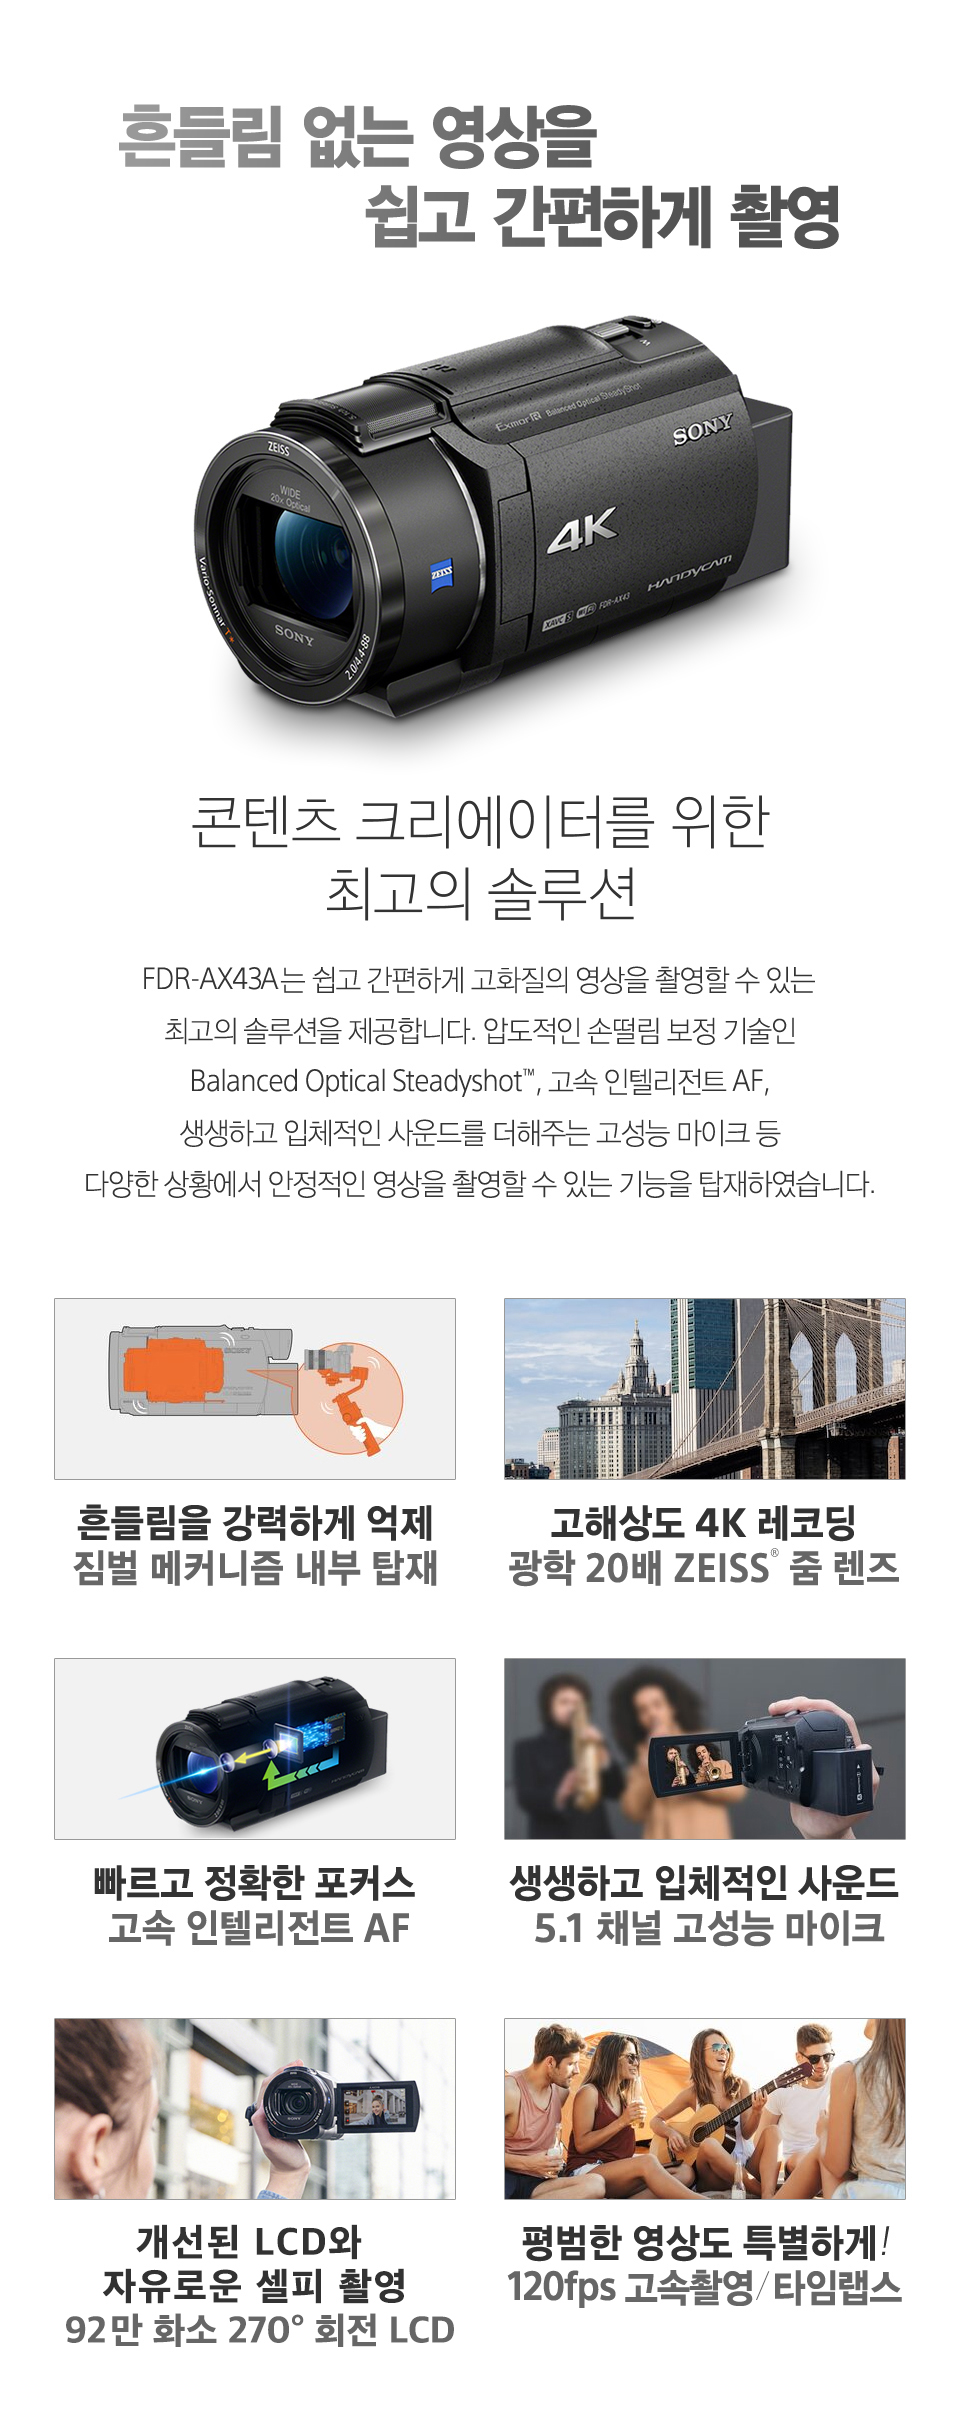 흔들림 없는 영상을
쉽고 간편하게 촬영
Exmor R Balanced Optical SteadyShot
SONY
ZEISS
WIDE
20x Optical
4K
ZEISS
HANDYCAM
XAVC S WiFi FDR-AX43
Vario-Sonnar T*
SONY
2.0/4.4-88
콘텐츠 크리에이터를 위한
최고의 솔루션
FDR-AX43A는 쉽고 간편하게 고화질의 영상을 촬영할 수 있는
최고의 솔루션을 제공합니다. 압도적인 손떨림 보정 기술인
Balanced Optical Steadyshot™, 고속 인텔리전트 AF,
생생하고 입체적인 사운드를 더해주는 고성능 마이크 등
다양한 상황에서 안정적인 영상을 촬영할 수 있는 기능을 탑재하였습니다.
SONY
흔들림을 강력하게 억제
짐벌 메커니즘 내부 탑재
고해상도 4K 레코딩
광학 20배 ZEISS® 줌 렌즈
SONY
HANDYCAM
빠르고 정확한 포커스
고속 인텔리전트 AF
생생하고 입체적인 사운드
5.1 채널 고성능 마이크
SONY
개선된 LCD와
자유로운 셀피 촬영
92만 화소 270° 회전 LCD
평범한 영상도 특별하게!
120fps 고속촬영/타임랩스